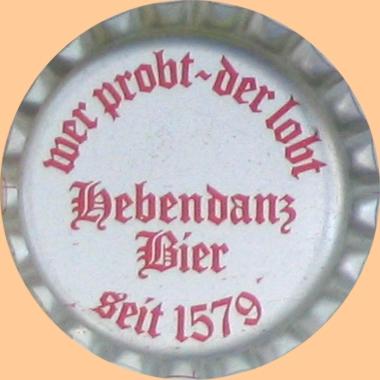 wer probt~der lobt
Hebendanz
Bier
seit 1579